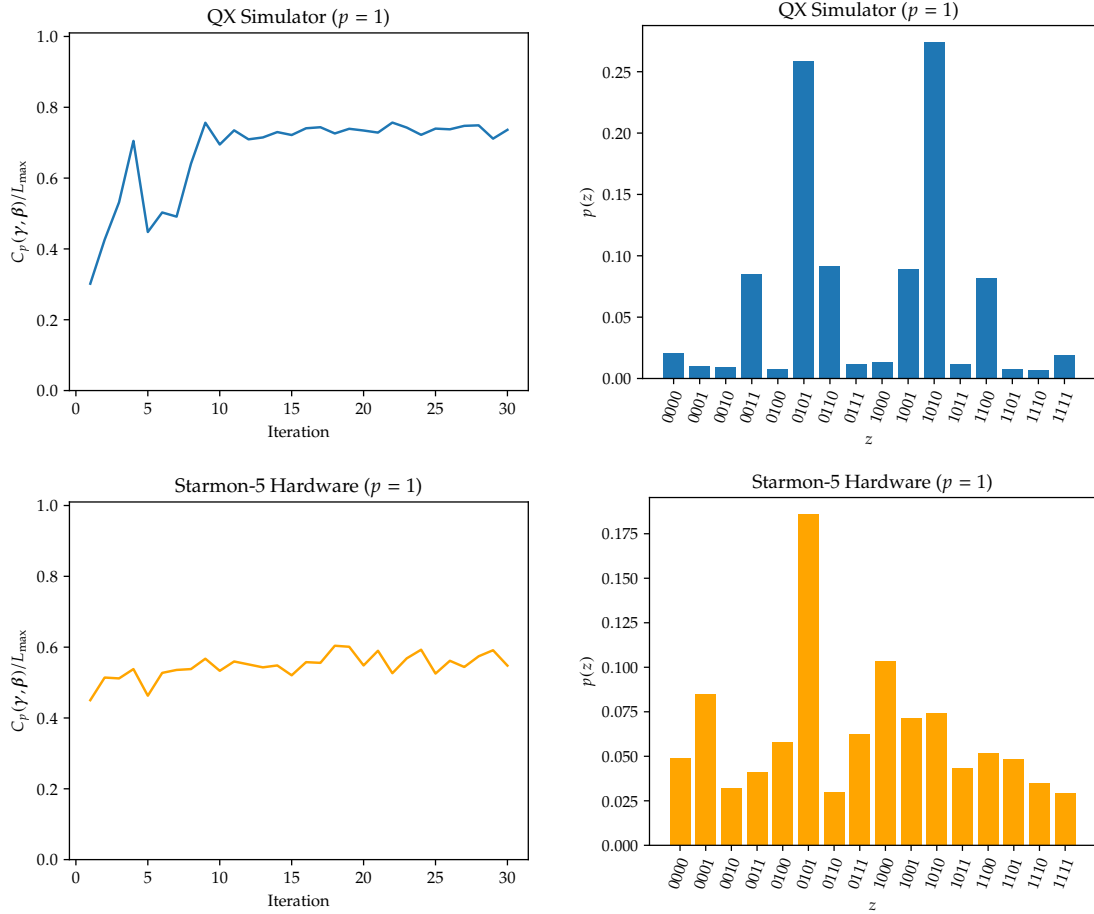 QX Simulator (p = 1)
C_p(γ, β)/L_max
1.0
0.8
0.6
0.4
0.2
0.0
0 5 10 15 20 25 30
Iteration
QX Simulator (p = 1)
p(z)
0.25
0.20
0.15
0.10
0.05
0.00
0000 0001 0010 0011 0100 0101 0110 0111 1000 1001 1010 1011 1100 1101 1110 1111
z
Starmon-5 Hardware (p = 1)
C_p(γ, β)/L_max
1.0
0.8
0.6
0.4
0.2
0.0
0 5 10 15 20 25 30
Iteration
Starmon-5 Hardware (p = 1)
p(z)
0.175
0.150
0.125
0.100
0.075
0.050
0.025
0.000
0000 0001 0010 0011 0100 0101 0110 0111 1000 1001 1010 1011 1100 1101 1110 1111
z